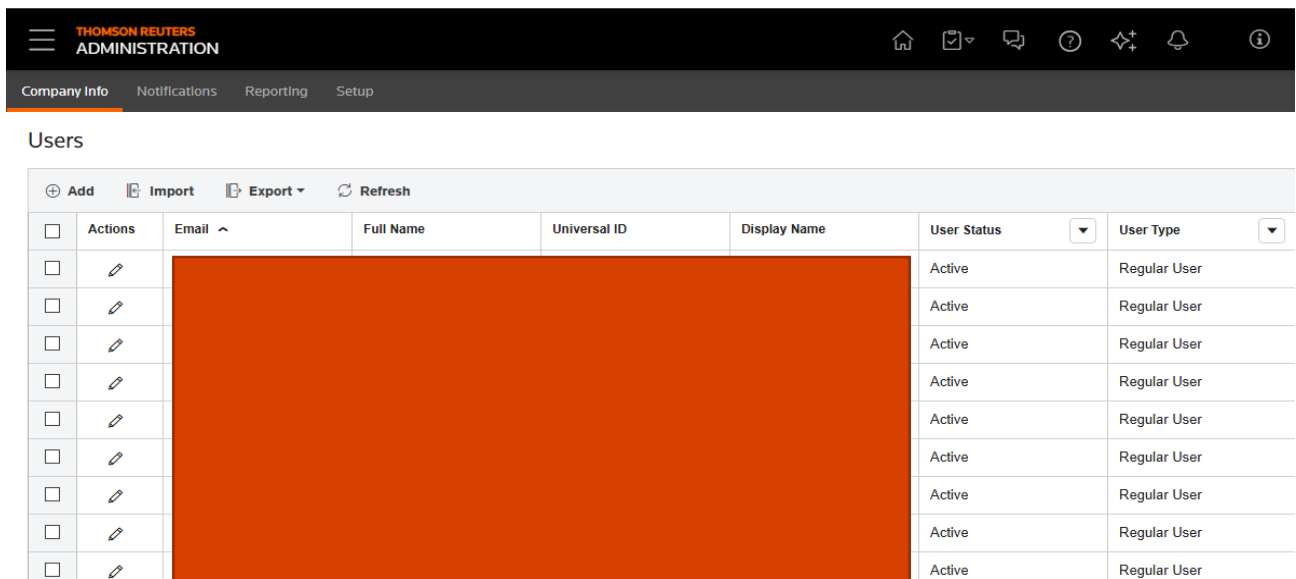 THOMSON REUTERS
ADMINISTRATION
Company Info Notifications Reporting Setup
Users
Add Import Export Refresh
Actions Email Full Name Universal ID Display Name User Status User Type
Active Regular User
Active Regular User
Active Regular User
Active Regular User
Active Regular User
Active Regular User
Active Regular User
Active Regular User
Active Regular User